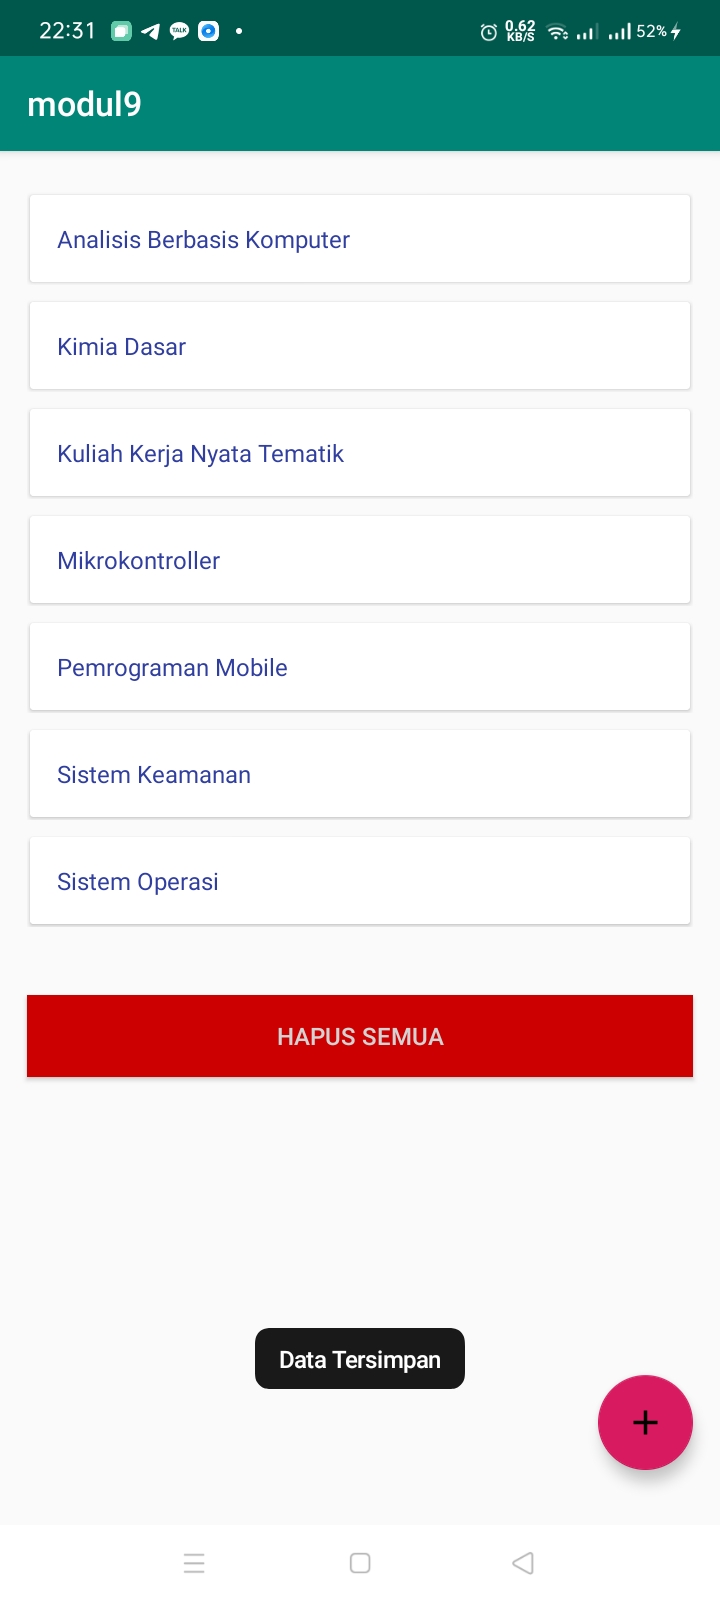 22:31
TALK
0.62
KB/S
52%
modul9
Analisis Berbasis Komputer
Kimia Dasar
Kuliah Kerja Nyata Tematik
Mikrokontroller
Pemrograman Mobile
Sistem Keamanan
Sistem Operasi
HAPUS SEMUA
Data Tersimpan